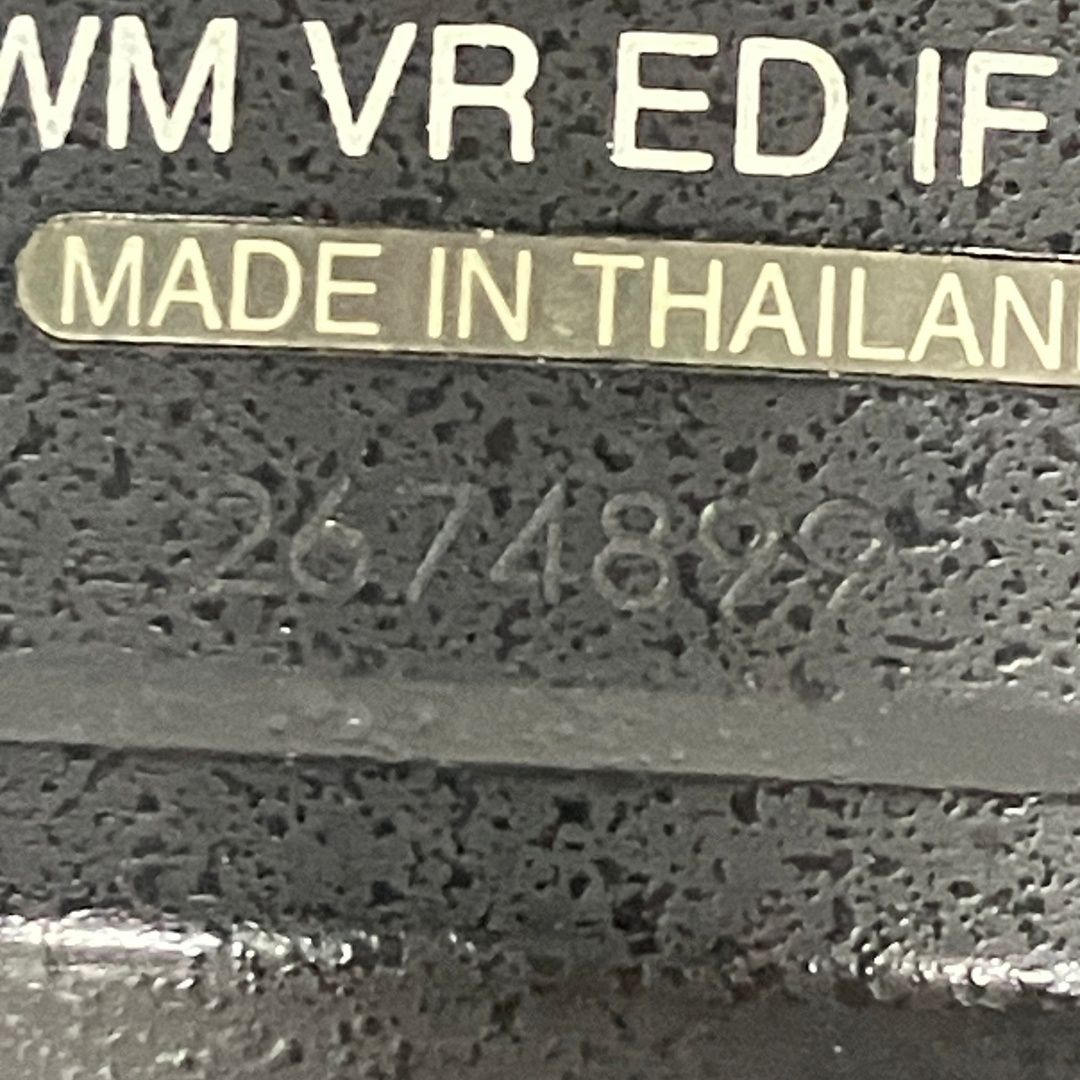 WM VR ED IF
MADE IN THAILAN
2674899